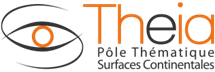 Theia
Pôle Thématique
Surfaces Continentales